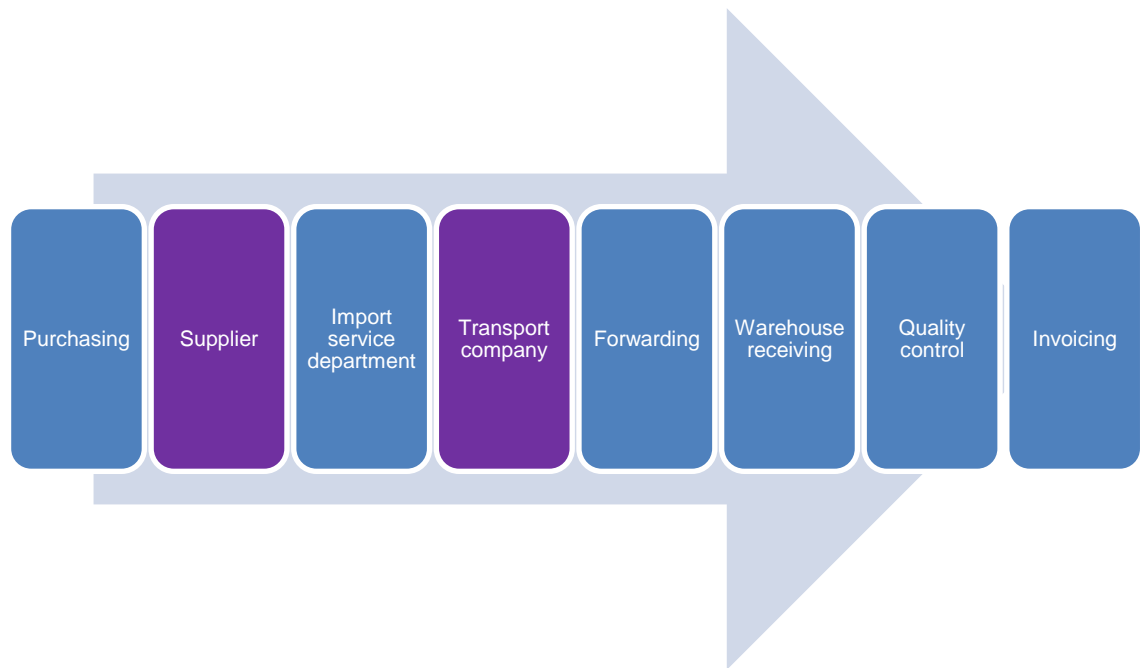 Purchasing
Supplier
Import
service
department
Transport
company
Forwarding
Warehouse
receiving
Quality
control
Invoicing